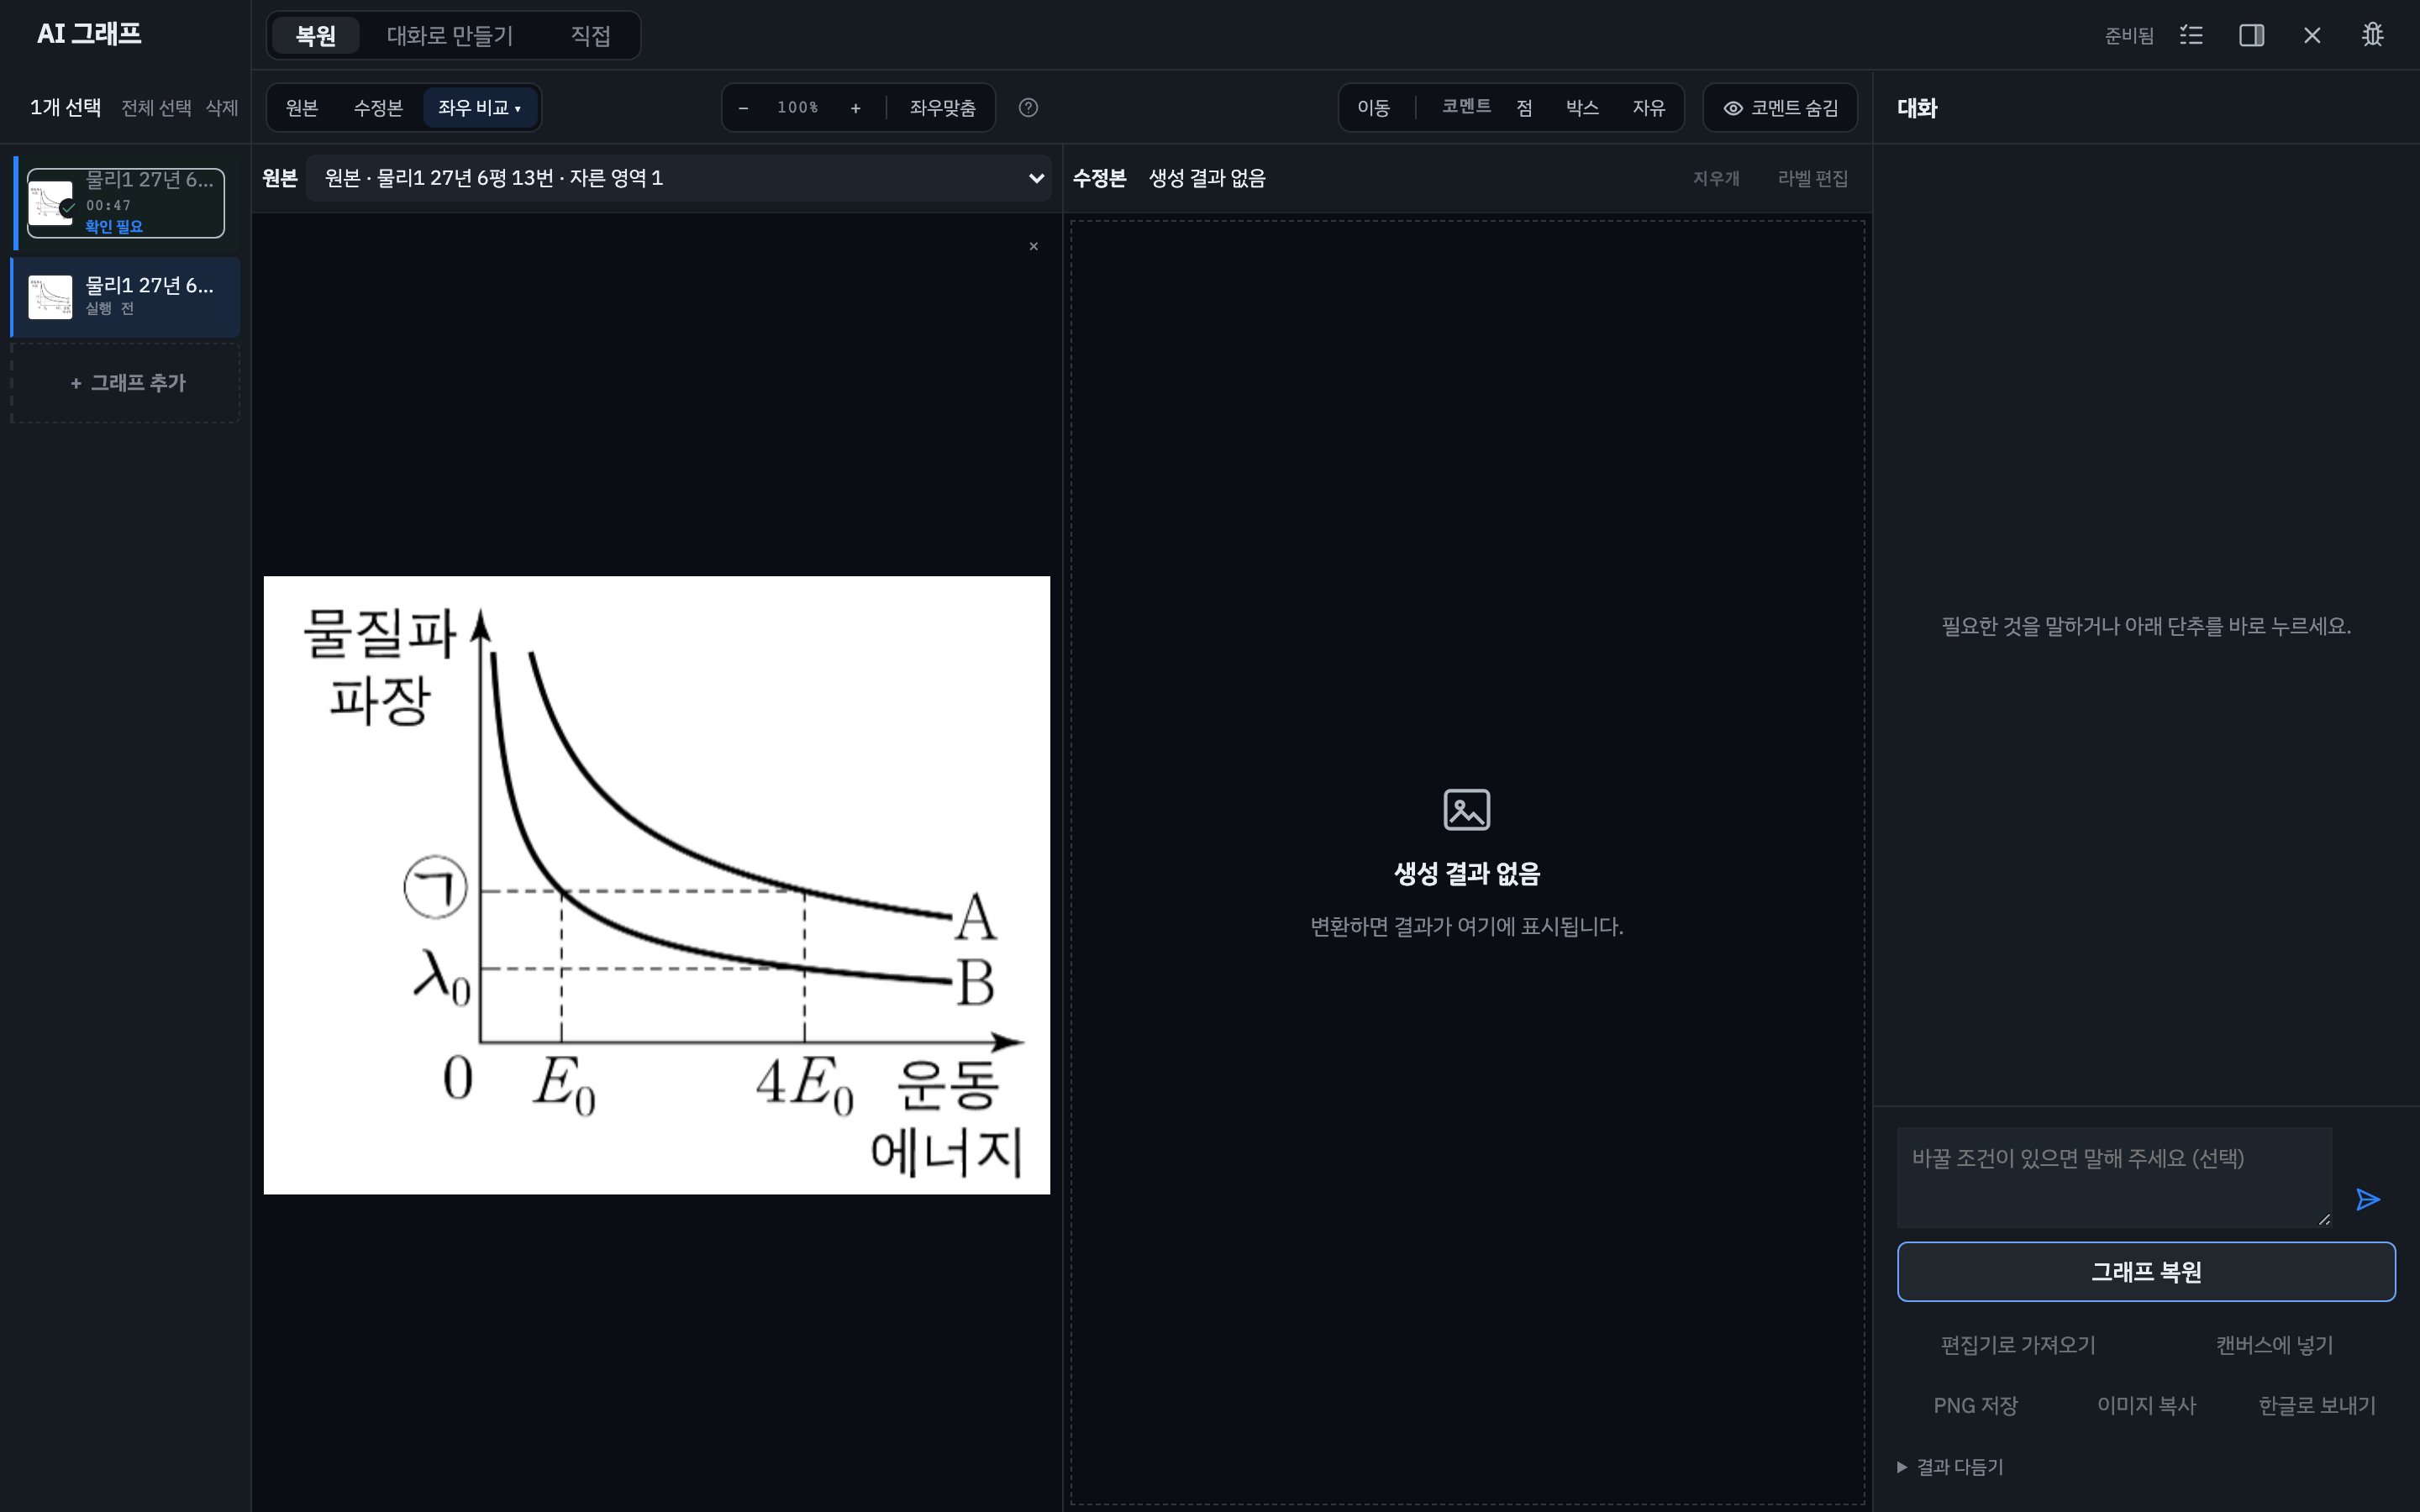 AI 그래프
복원 대화로 만들기 직접
준비됨
1개 선택 전체 선택 삭제
원본 수정본 좌우 비교 ▾
− 100% + 좌우맞춤 ?
이동 코멘트 점 박스 자유
코멘트 숨김
대화
물리1 27년 6...
00:47
확인 필요
물리1 27년 6...
실행 전
+ 그래프 추가
원본 원본 · 물리1 27년 6평 13번 · 자른 영역 1
수정본 생성 결과 없음
지우개 라벨 편집
×
물질파
파장
㉠
λ₀
A
B
0 E₀ 4E₀ 운동
에너지
생성 결과 없음
변환하면 결과가 여기에 표시됩니다.
필요한 것을 말하거나 아래 단추를 바로 누르세요.
바꿀 조건이 있으면 말해 주세요 (선택)
그래프 복원
편집기로 가져오기 캔버스에 넣기
PNG 저장 이미지 복사 한글로 보내기
▶ 결과 다듬기